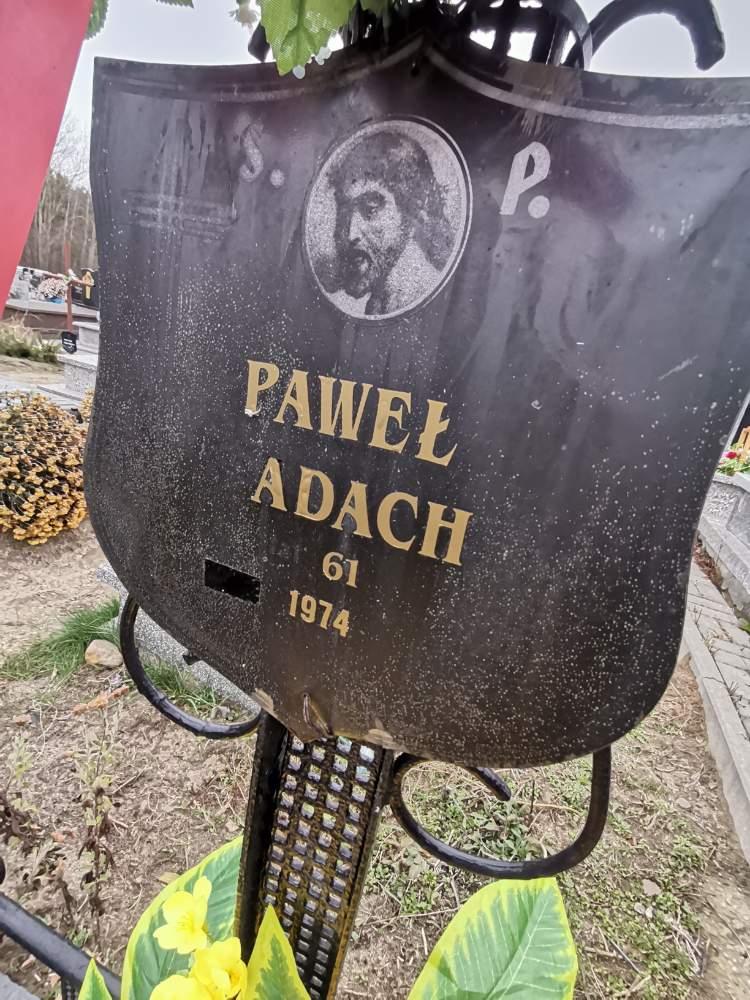 Ś. P.
PAWEŁ
ADACH
61
1974